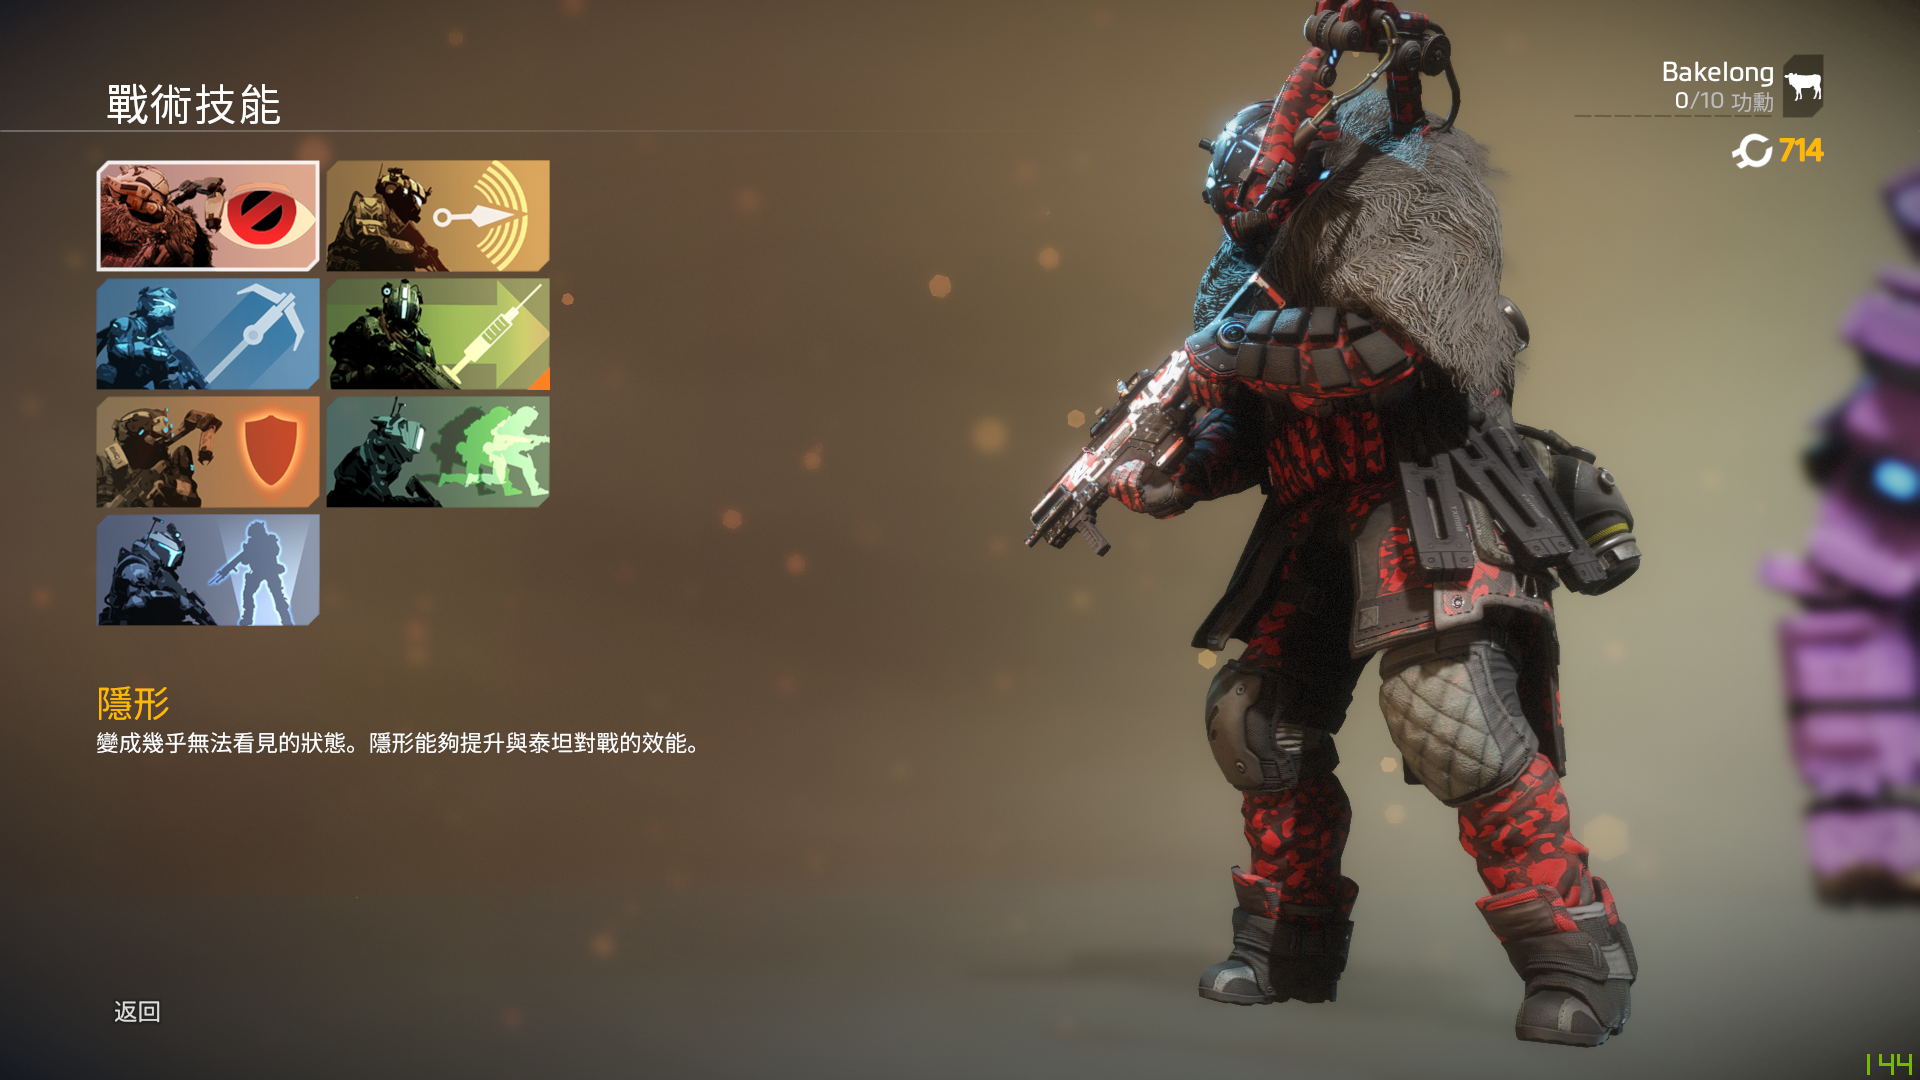 戰術技能
Bakelong
0/10 功勳
714
隱形
變成幾乎無法看見的狀態。隱形能夠提升與泰坦對戰的效能。
返回
144